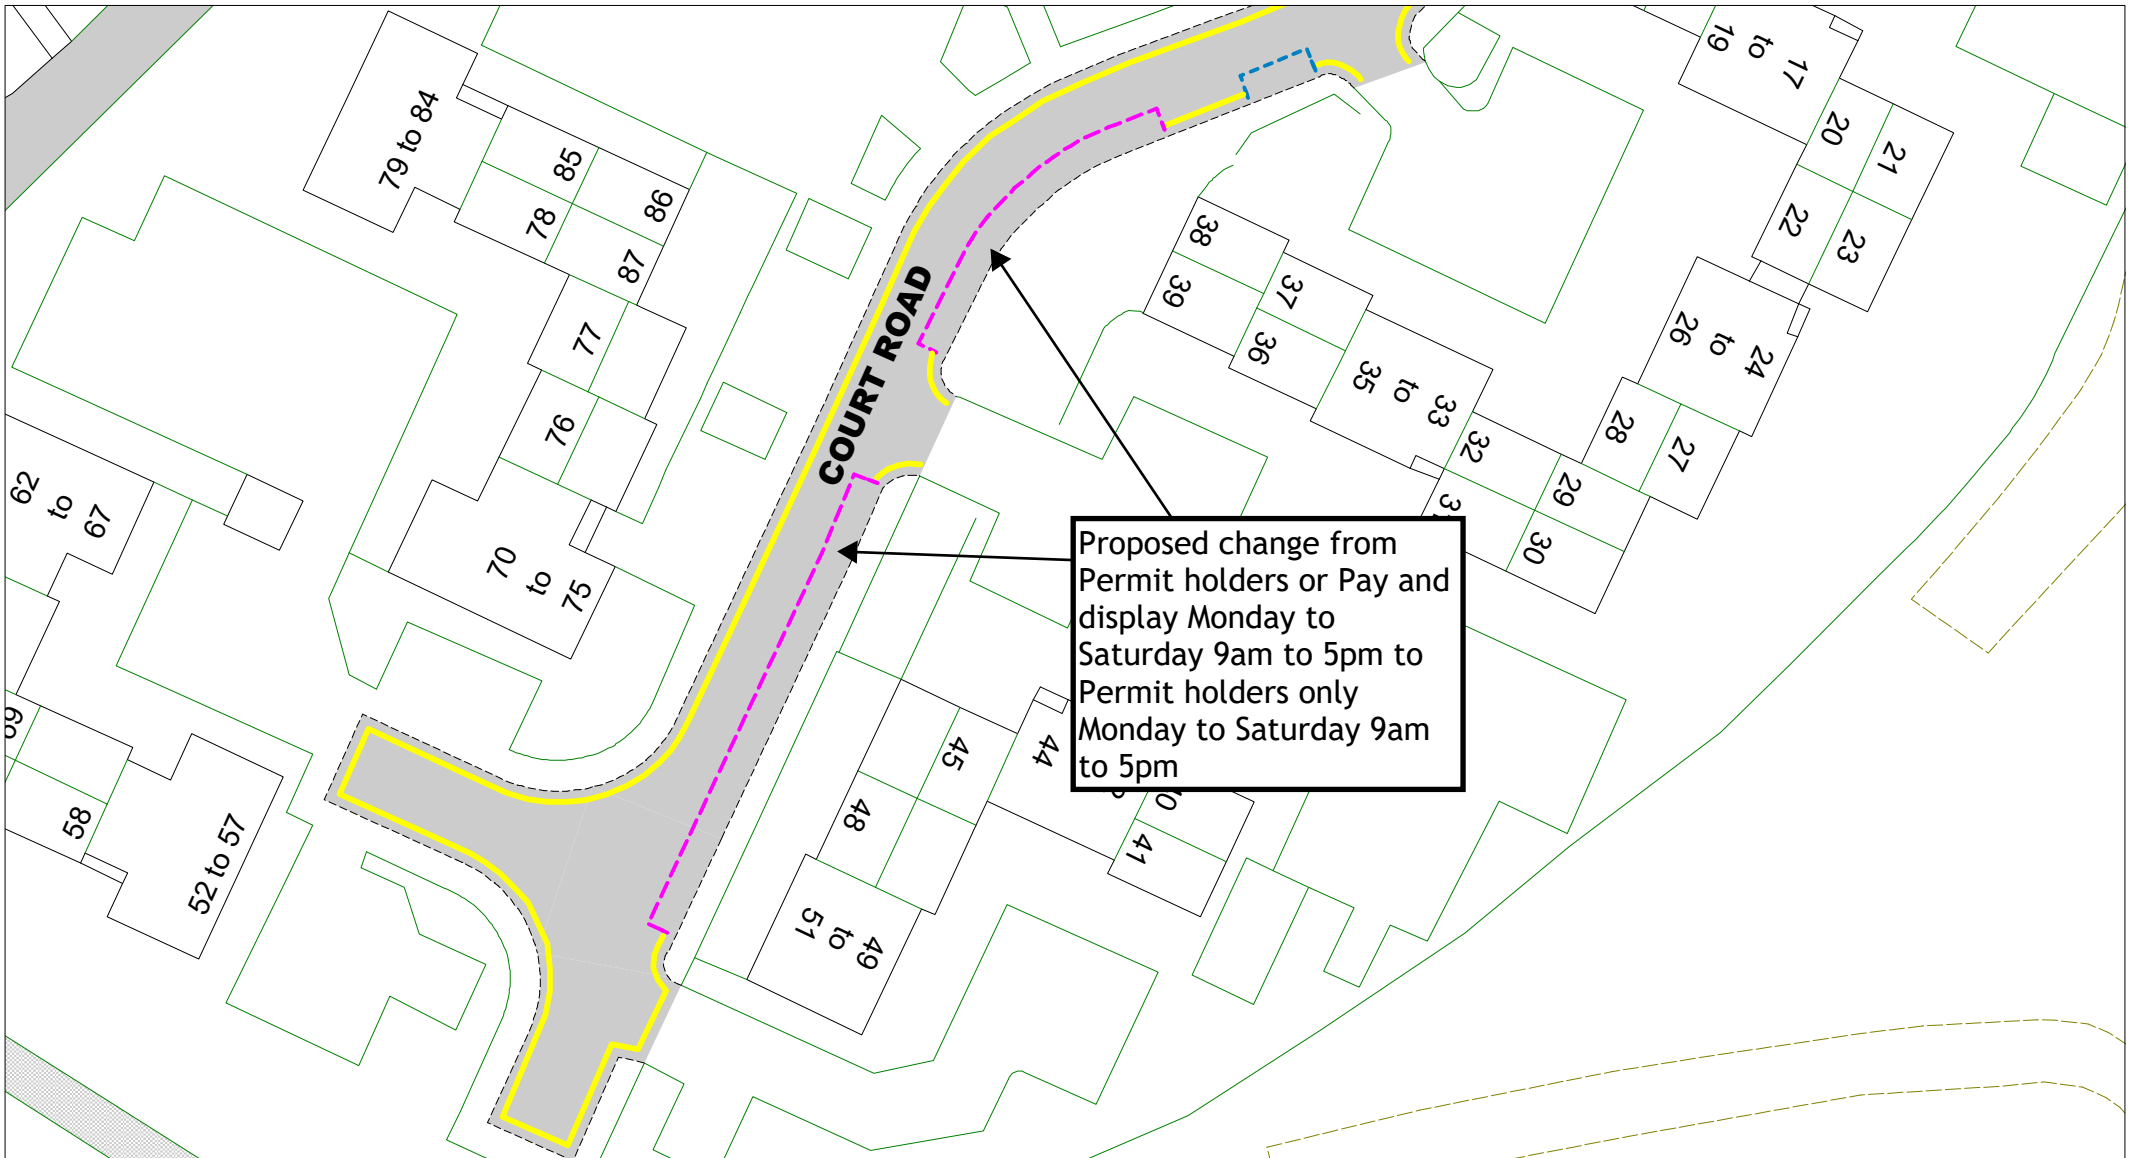 79 to 84
85
86
78
87
77
76
70
to
75
62
to
67
69
58
52 to 57
COURT ROAD
19
to
17
20
21
22
23
26
to
24
28
27
38
39
37
36
35
to
33
32
29
30
Proposed change from
Permit holders or Pay and
display Monday to
Saturday 9am to 5pm to
Permit holders only
Monday to Saturday 9am
to 5pm
45
44
48
41
51
to
49